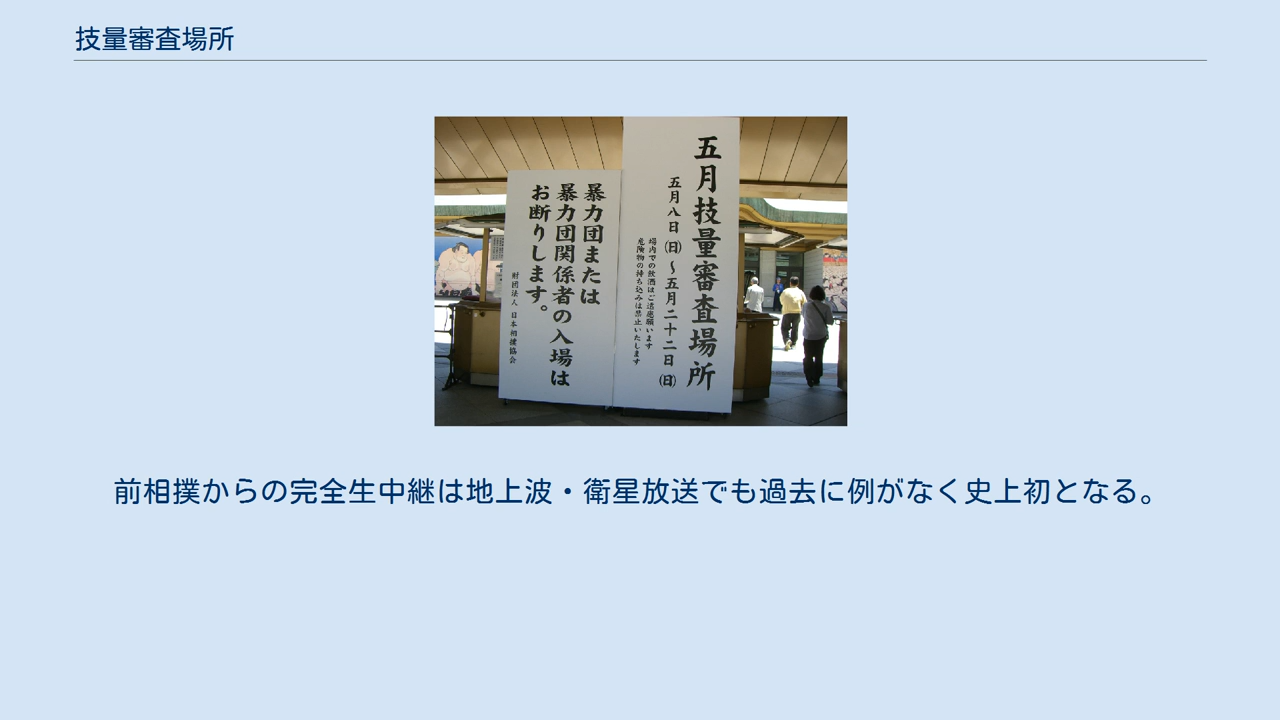 技量審査場所
五月技量審査場所
五月八日(日)～五月二十二日(日)
場内での飲酒はご遠慮願います
危険物の持ち込みは禁止いたします
暴力団または
暴力団関係者の入場は
お断りします。
財団法人 日本相撲協会
前相撲からの完全生中継は地上波・衛星放送でも過去に例がなく史上初となる。